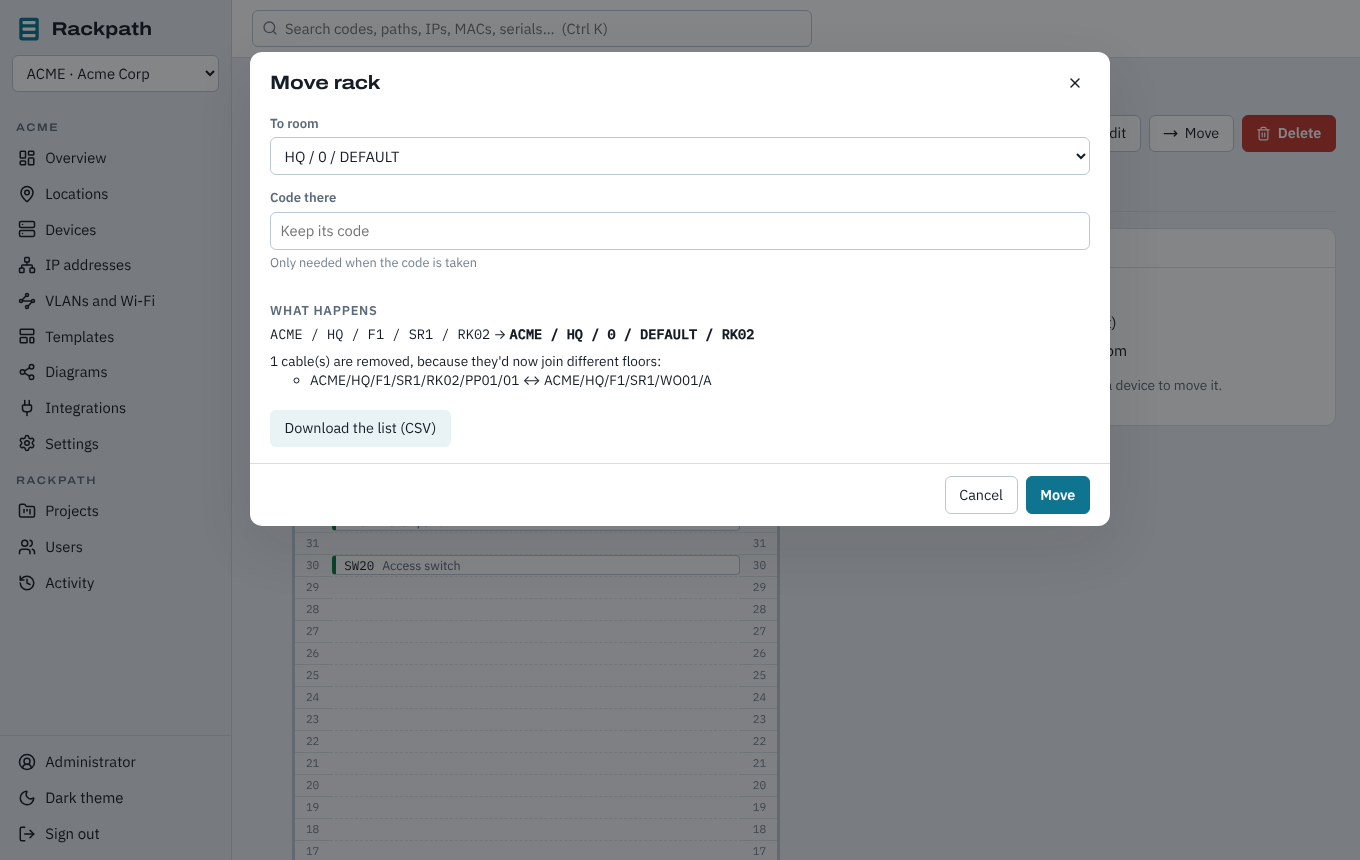 Rackpath
Search codes, paths, IPs, MACs, serials... (Ctrl K)
ACME · Acme Corp
ACME
Overview
Locations
Devices
IP addresses
VLANs and Wi-Fi
Templates
Diagrams
Integrations
Settings
RACKPATH
Projects
Users
Activity
Administrator
Dark theme
Sign out
Move
Delete
a device to move it.
Move rack
To room
HQ / 0 / DEFAULT
Code there
Keep its code
Only needed when the code is taken
WHAT HAPPENS
ACME / HQ / F1 / SR1 / RK02 → ACME / HQ / 0 / DEFAULT / RK02
1 cable(s) are removed, because they'd now join different floors:
ACME/HQ/F1/SR1/RK02/PP01/01 ↔ ACME/HQ/F1/SR1/WO01/A
Download the list (CSV)
Cancel
Move
31 31
30 SW20 Access switch 30
29 29
28 28
27 27
26 26
25 25
24 24
23 23
22 22
21 21
20 20
19 19
18 18
17 17